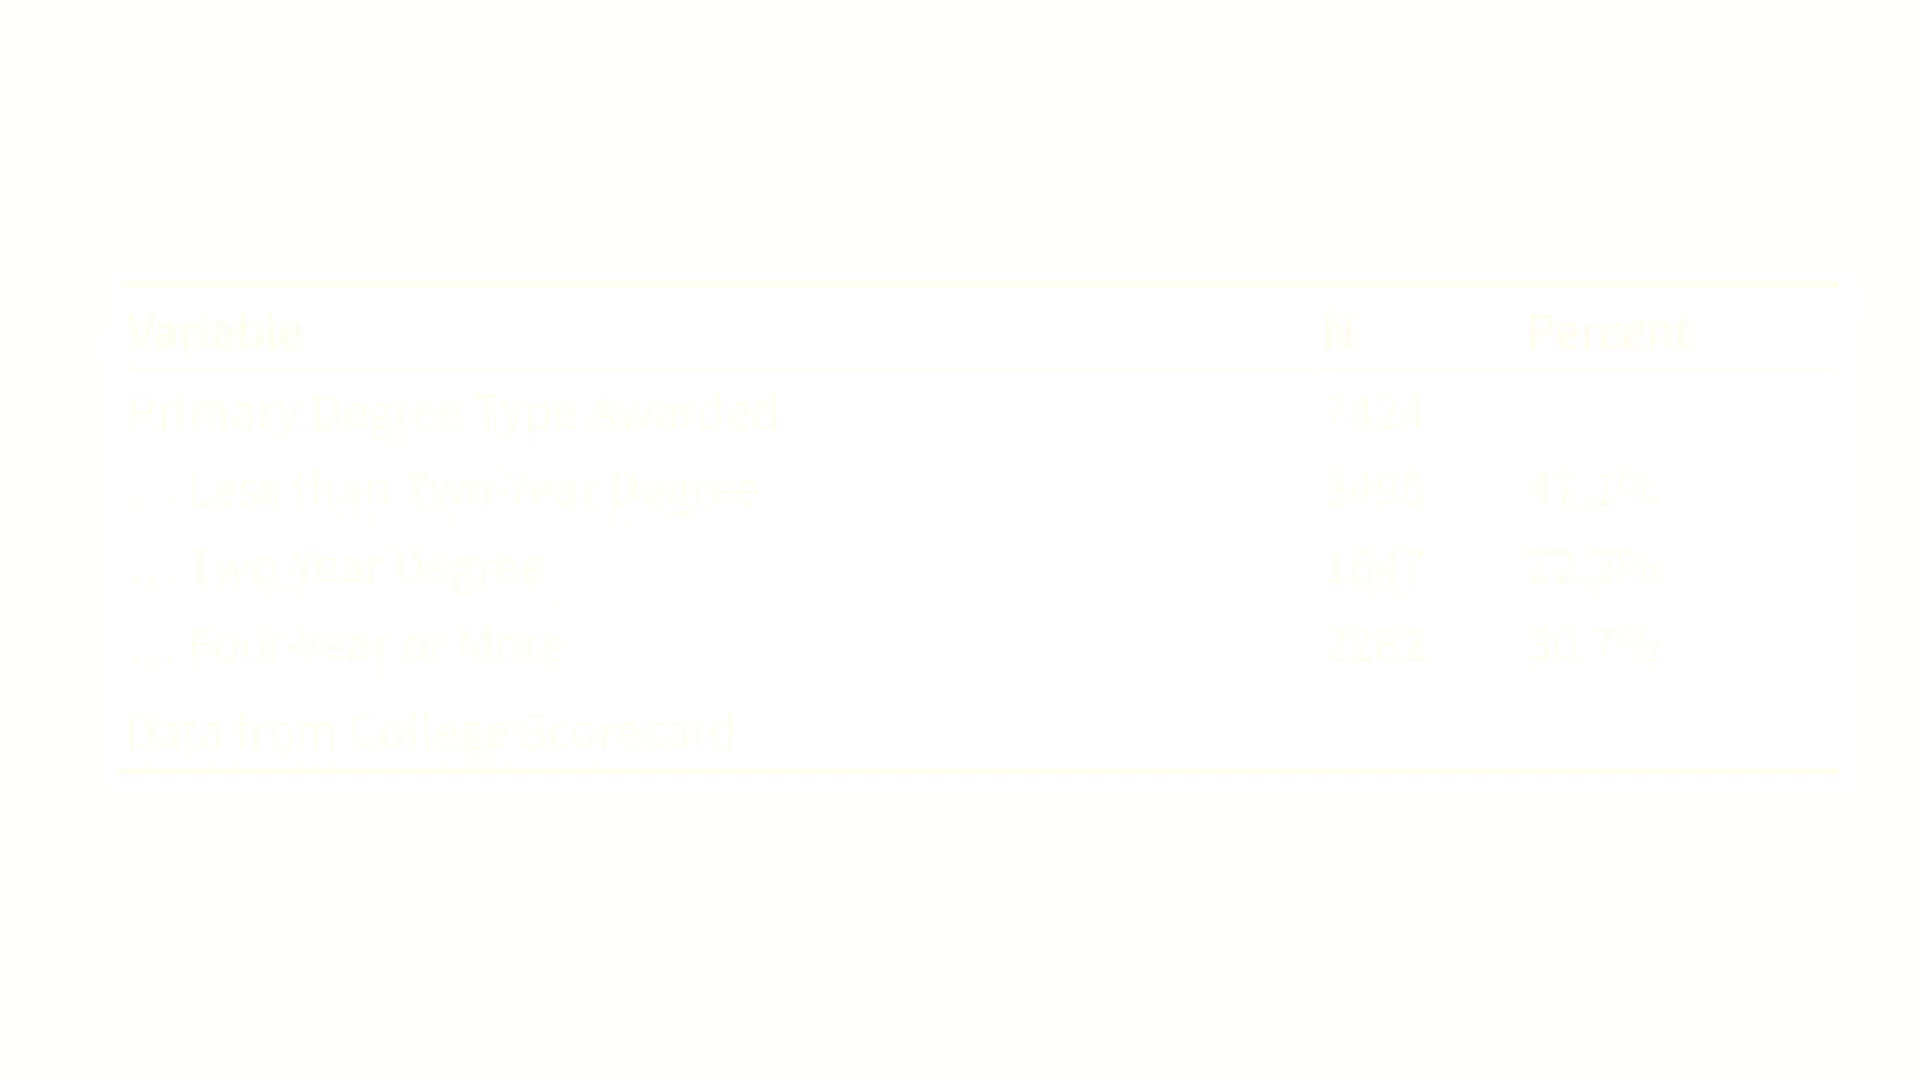 Variable N Percent
Primary Degree Type Awarded 7424
... Less than Two-Year Degree 3495 47.1%
... Two-Year Degree 1647 22.2%
... Four-Year or More 2282 30.7%
Data from College Scorecard